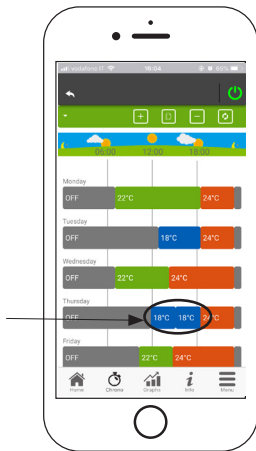 vodafone IT 16:04 80%
06:00 12:00 18:00
Monday
OFF 22°C 24°C
Tuesday
OFF 18°C 24°C
Wednesday
OFF 22°C 24°C
Thursday
OFF 18°C 18°C 24°C
Friday
OFF 22°C 24°C
Home Chrono Graphs Info Menu